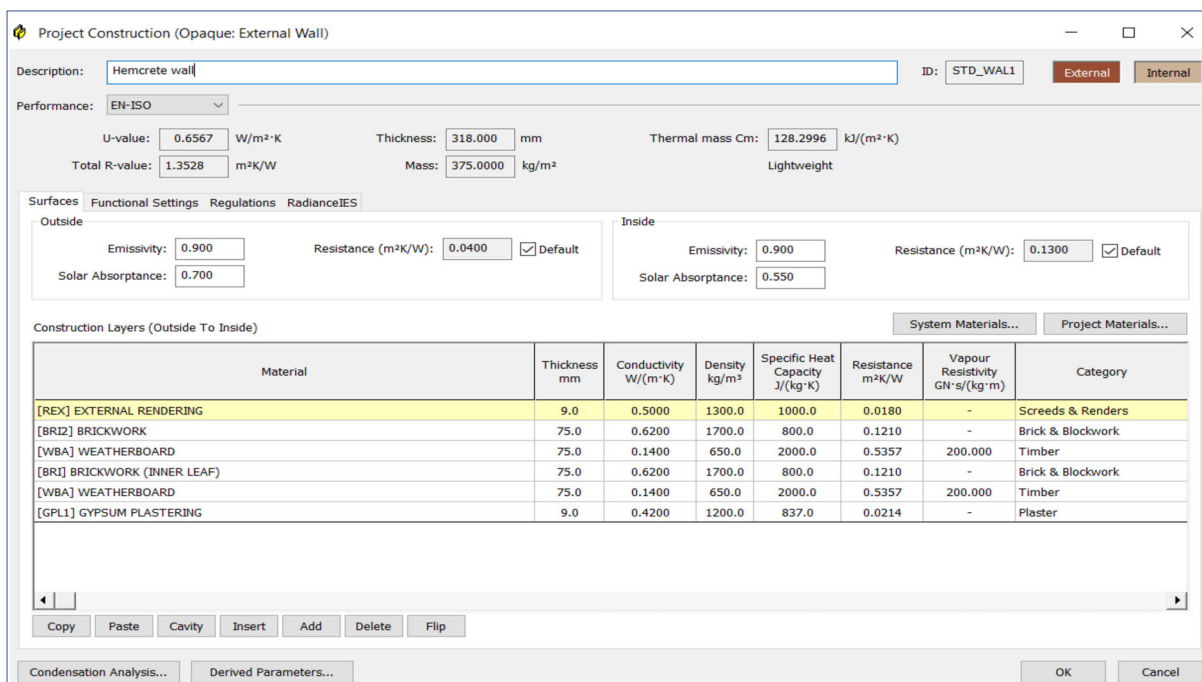 Project Construction (Opaque: External Wall)
Description: Hemcrete wall ID: STD_WAL1 External Internal
Performance: EN-ISO
U-value: 0.6567 W/m²·K Thickness: 318.000 mm Thermal mass Cm: 128.2996 kJ/(m²·K)
Total R-value: 1.3528 m²K/W Mass: 375.0000 kg/m² Lightweight
Surfaces Functional Settings Regulations RadianceIES
Outside Inside
Emissivity: 0.900 Resistance (m²K/W): 0.0400 Default Emissivity: 0.900 Resistance (m²K/W): 0.1300 Default
Solar Absorptance: 0.700 Solar Absorptance: 0.550
Construction Layers (Outside To Inside) System Materials... Project Materials...
Material Thickness mm Conductivity W/(m·K) Density kg/m³ Specific Heat Capacity J/(kg·K) Resistance m²K/W Vapour Resistivity GN·s/(kg·m) Category
[REX] EXTERNAL RENDERING 9.0 0.5000 1300.0 1000.0 0.0180 - Screeds & Renders
[BRI2] BRICKWORK 75.0 0.6200 1700.0 800.0 0.1210 - Brick & Blockwork
[WBA] WEATHERBOARD 75.0 0.1400 650.0 2000.0 0.5357 200.000 Timber
[BRI] BRICKWORK (INNER LEAF) 75.0 0.6200 1700.0 800.0 0.1210 - Brick & Blockwork
[WBA] WEATHERBOARD 75.0 0.1400 650.0 2000.0 0.5357 200.000 Timber
[GPL1] GYPSUM PLASTERING 9.0 0.4200 1200.0 837.0 0.0214 - Plaster
Copy Paste Cavity Insert Add Delete Flip
Condensation Analysis... Derived Parameters... OK Cancel